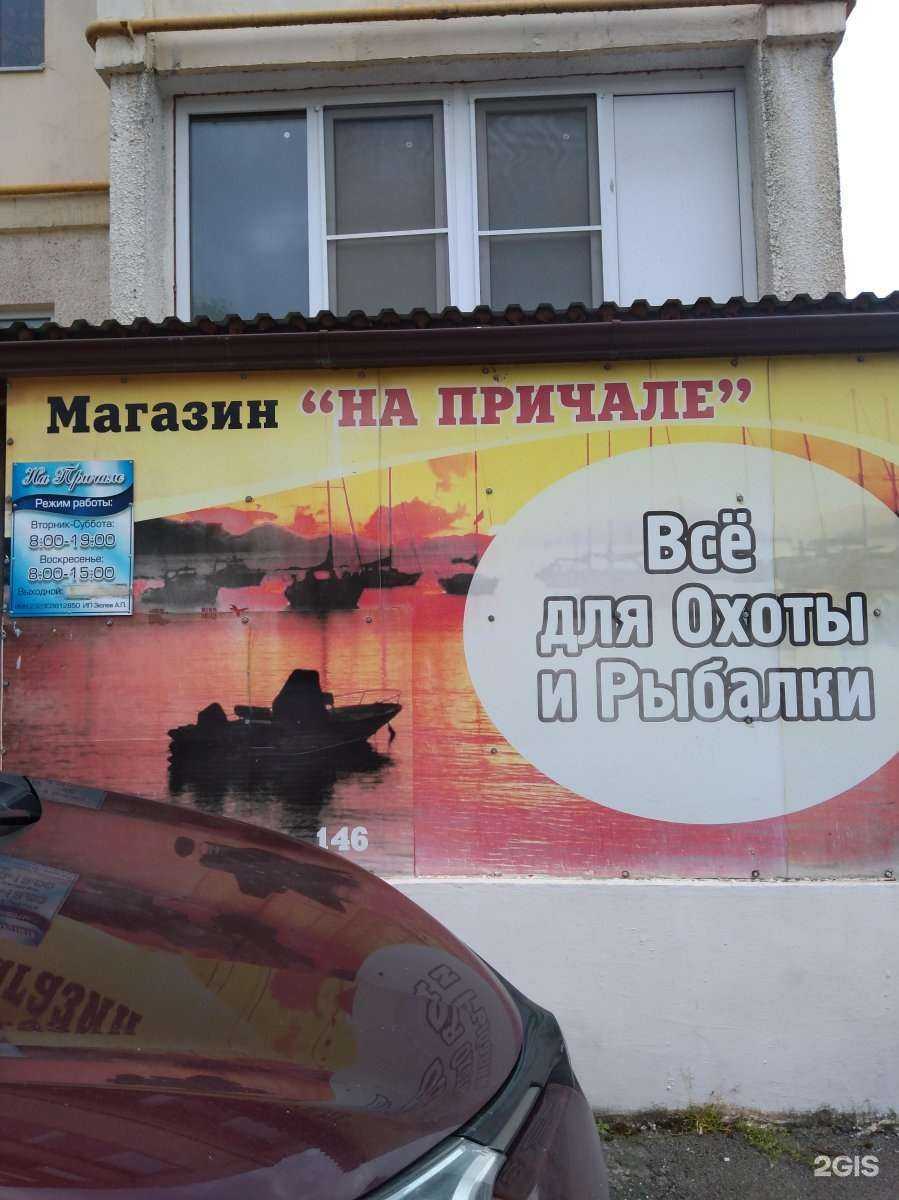 Магазин “НА ПРИЧАЛЕ”
На Причале
Режим работы:
Вторник-Суббота:
8:00-19:00
Воскресенье:
8:00-15:00
Выходной:
Всё
для Охоты
и Рыбалки
146
2GIS